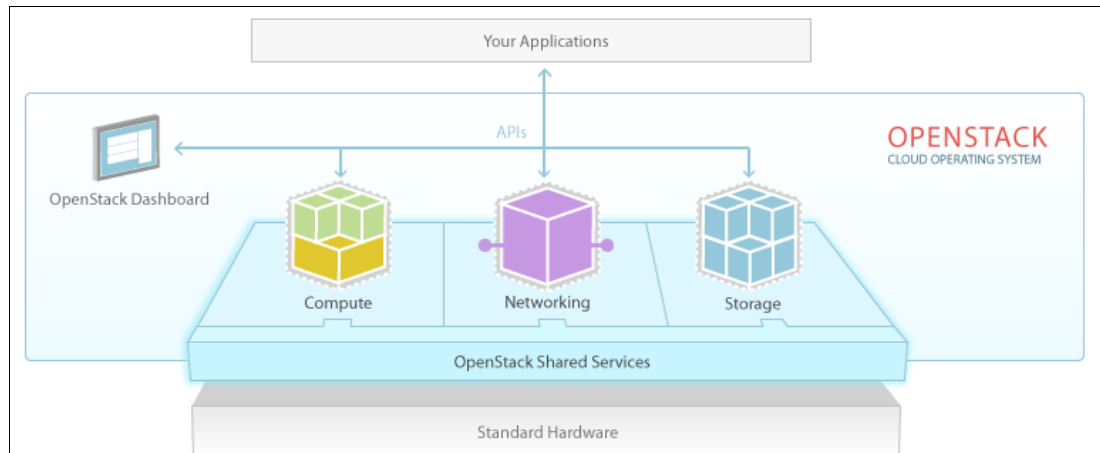 Your Applications
APIs
OPENSTACK
CLOUD OPERATING SYSTEM
OpenStack Dashboard
Compute
Networking
Storage
OpenStack Shared Services
Standard Hardware